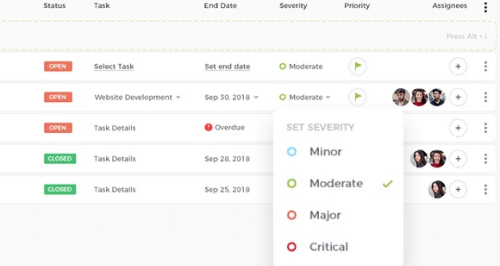 Status Task End Date Severity Priority Assignees
Press Alt + 1
OPEN Select Task Set end date Moderate
OPEN Website Development Sep 30, 2018 Moderate
OPEN Task Details Overdue
SET SEVERITY
Minor
CLOSED Task Details Sep 28, 2018
Moderate
CLOSED Task Details Sep 25, 2018
Major
Critical